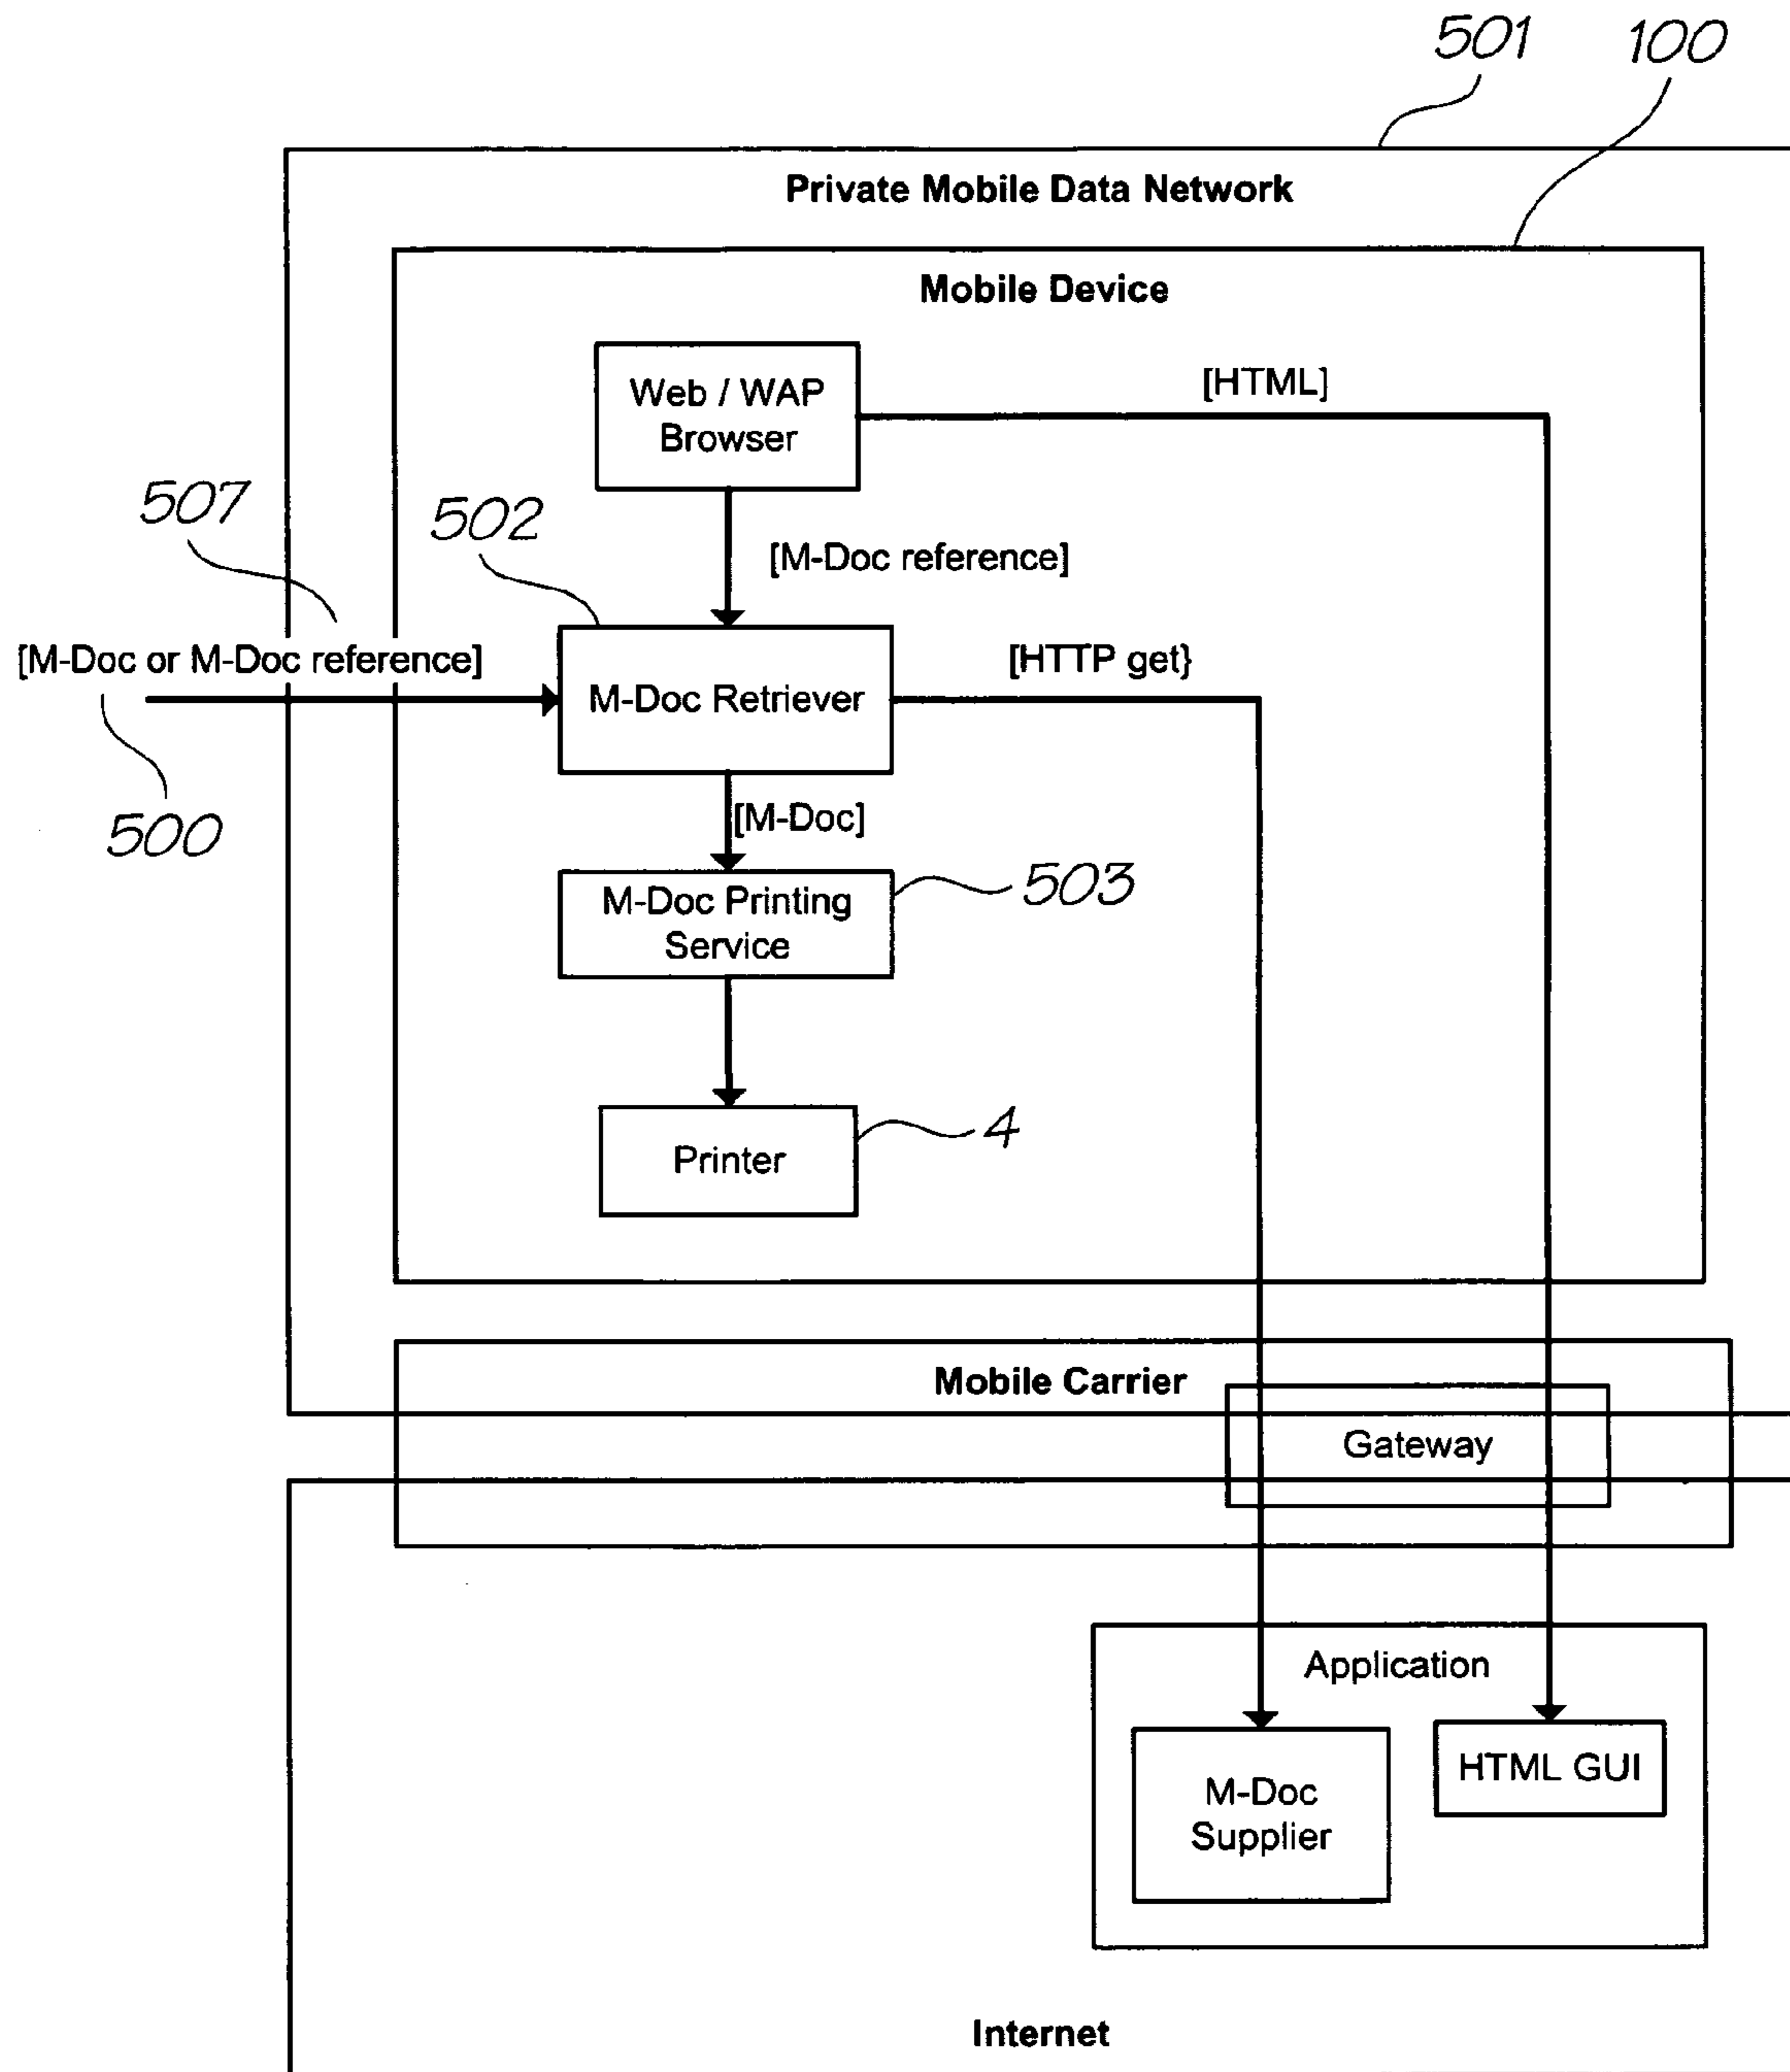 501
100
Private Mobile Data Network
Mobile Device
Web / WAP
Browser
[HTML]
507
502
[M-Doc reference]
[M-Doc or M-Doc reference]
M-Doc Retriever
[HTTP get}
500
[M-Doc]
M-Doc Printing
Service
503
Printer
4
Mobile Carrier
Gateway
Application
M-Doc
Supplier
HTML GUI
Internet